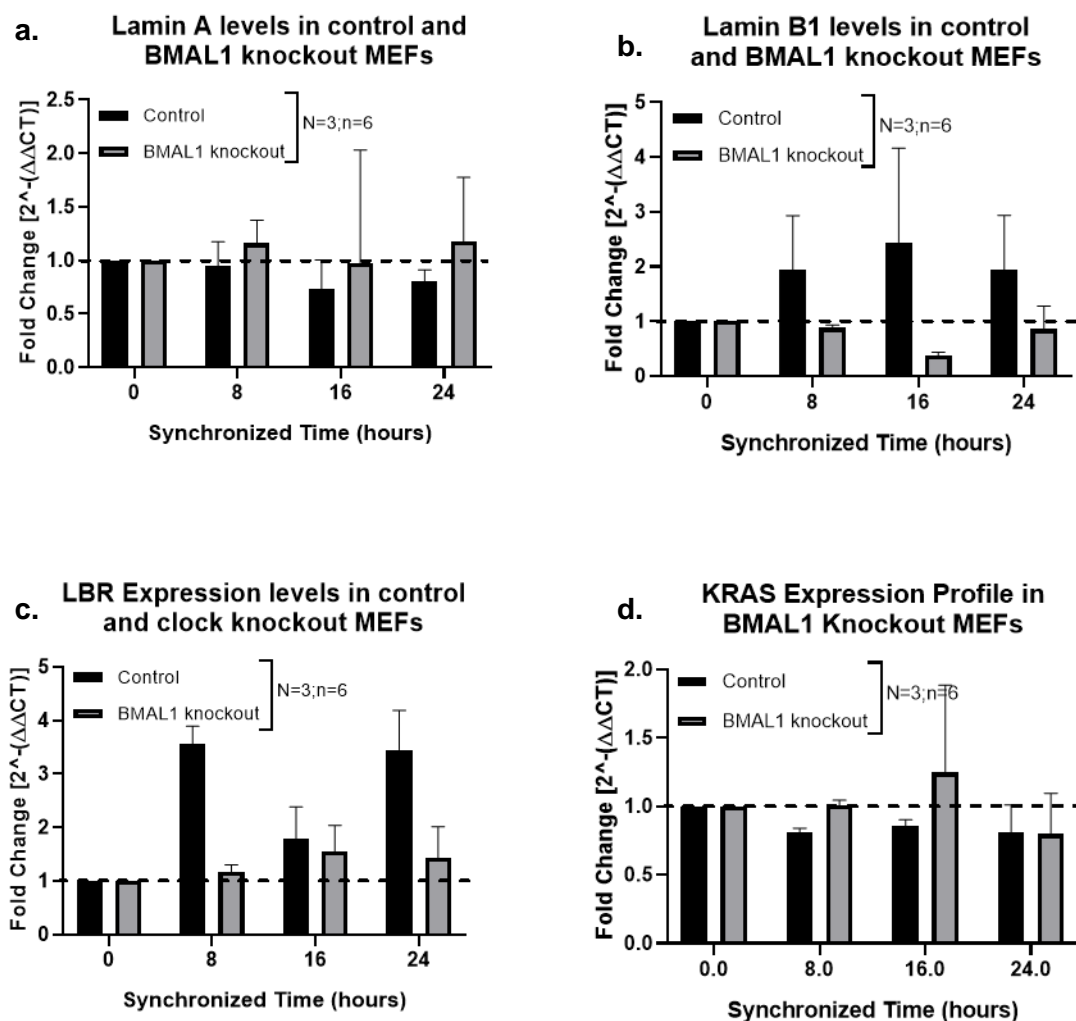 a.
Lamin A levels in control and
BMAL1 knockout MEFs
Fold Change [2^-(ΔΔCT)]
2.5
2.0
1.5
1.0
0.5
0.0
Control
BMAL1 knockout
N=3;n=6
0 8 16 24
Synchronized Time (hours)
b.
Lamin B1 levels in control
and BMAL1 knockout MEFs
Fold Change [2^-(ΔΔCT)]
5
4
3
2
1
0
Control
BMAL1 knockout
N=3;n=6
0 8 16 24
Synchronized Time (hours)
c.
LBR Expression levels in control
and clock knockout MEFs
Fold Change [2^-(ΔΔCT)]
5
4
3
2
1
0
Control
BMAL1 knockout
N=3;n=6
0 8 16 24
Synchronized Time (hours)
d.
KRAS Expression Profile in
BMAL1 Knockout MEFs
Fold Change [2^-(ΔΔCT)]
2.0
1.5
1.0
0.5
0.0
Control
BMAL1 knockout
N=3;n=6
0.0 8.0 16.0 24.0
Synchronized Time (hours)